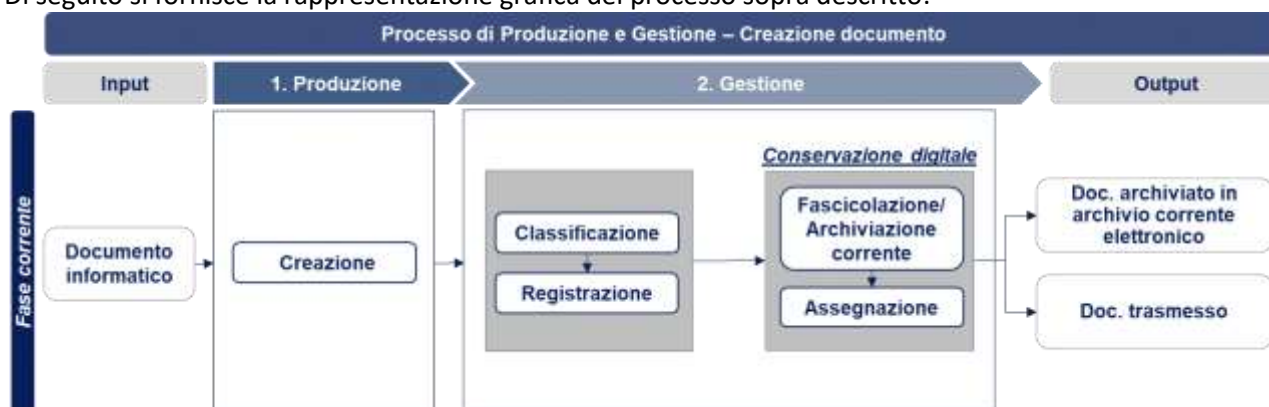 Di seguito si fornisce la rappresentazione grafica del processo sopra descritto:
Processo di Produzione e Gestione – Creazione documento
Input
1. Produzione
2. Gestione
Output
Fase corrente
Documento
informatico
Creazione
Classificazione
Registrazione
Conservazione digitale
Fascicolazione/
Archiviazione
corrente
Assegnazione
Doc. archiviato in
archivio corrente
elettronico
Doc. trasmesso